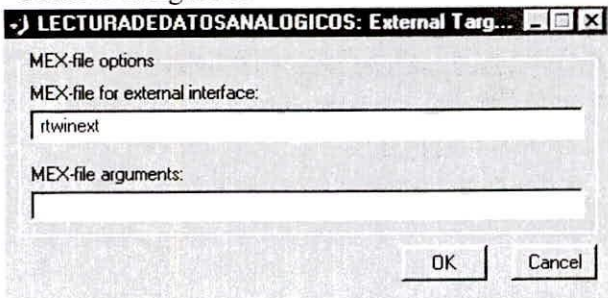 LECTURADEDATOSANALOGICOS: External Targ...
MEX-file options
MEX-file for external interface:
rtwinext
MEX-file arguments:
OK Cancel